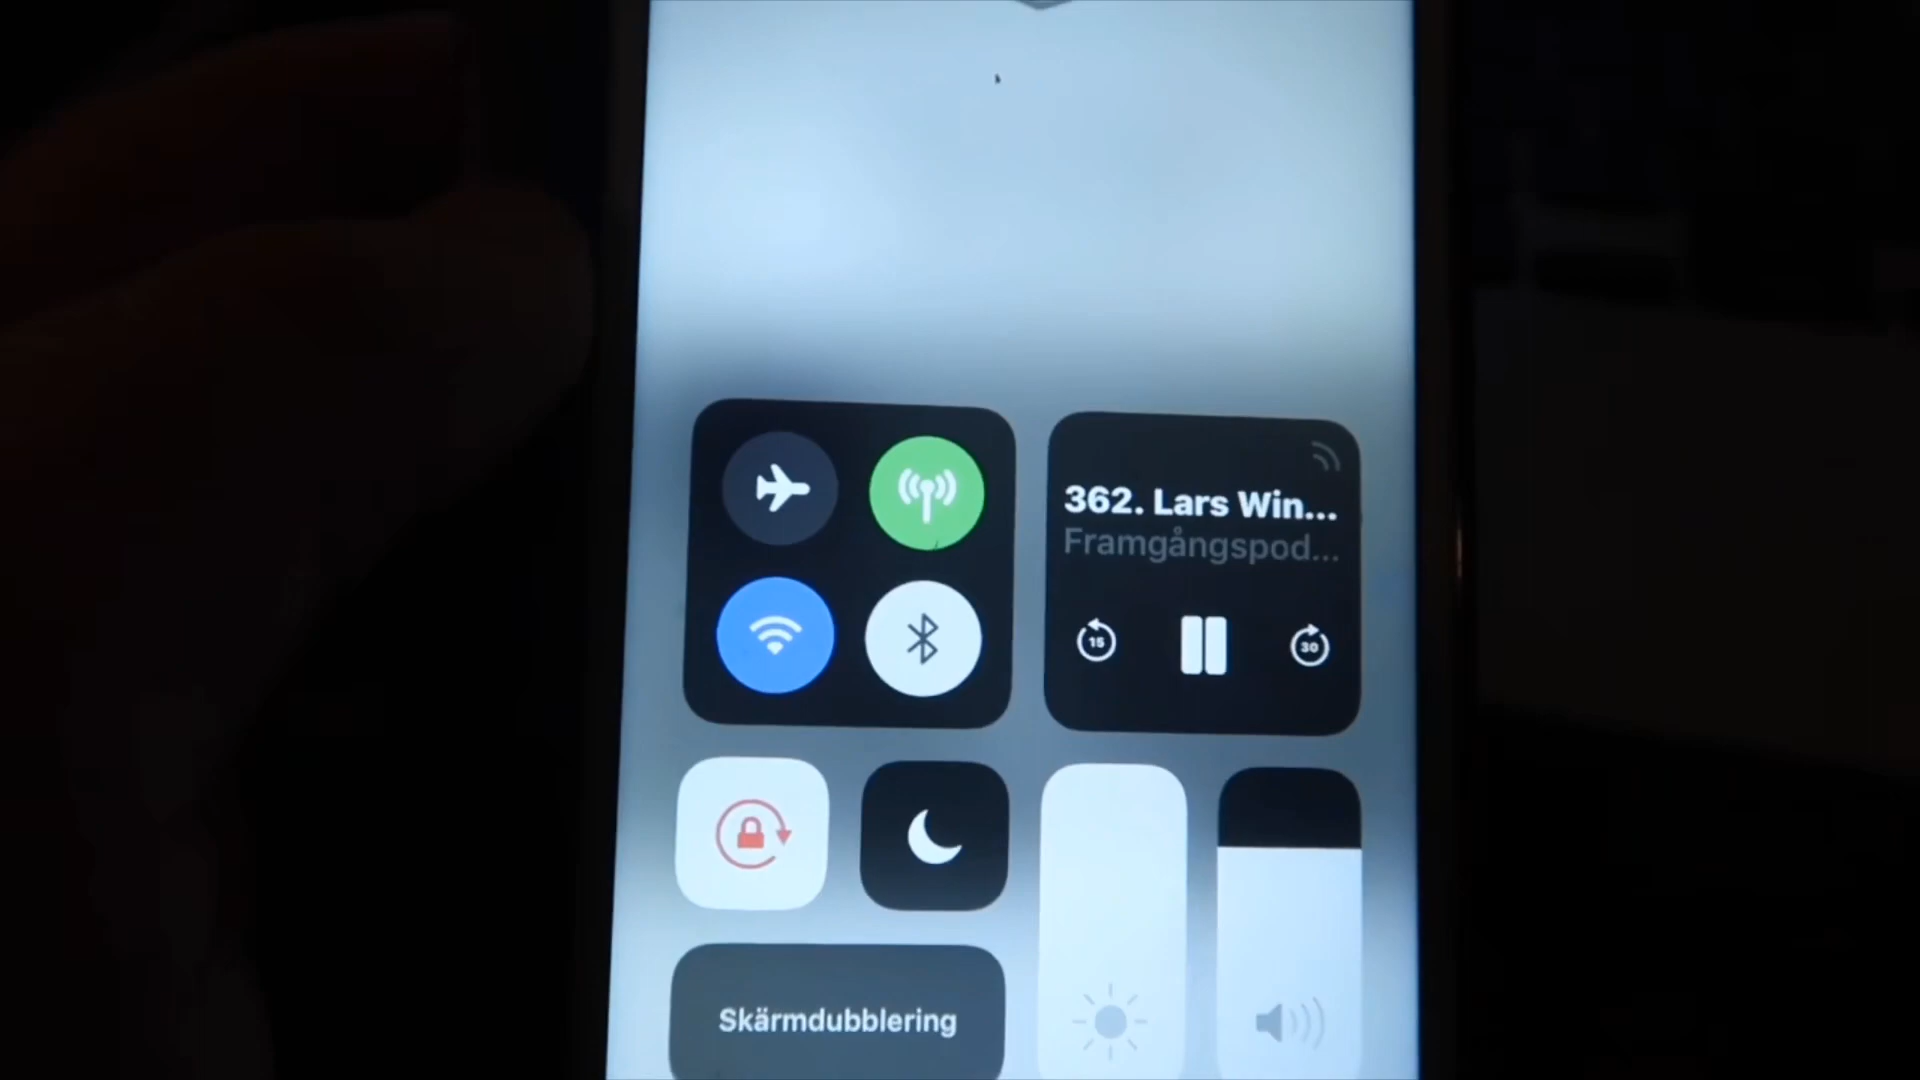 362. Lars Win...
Framgångspod...
15
30
Skärmdubblering